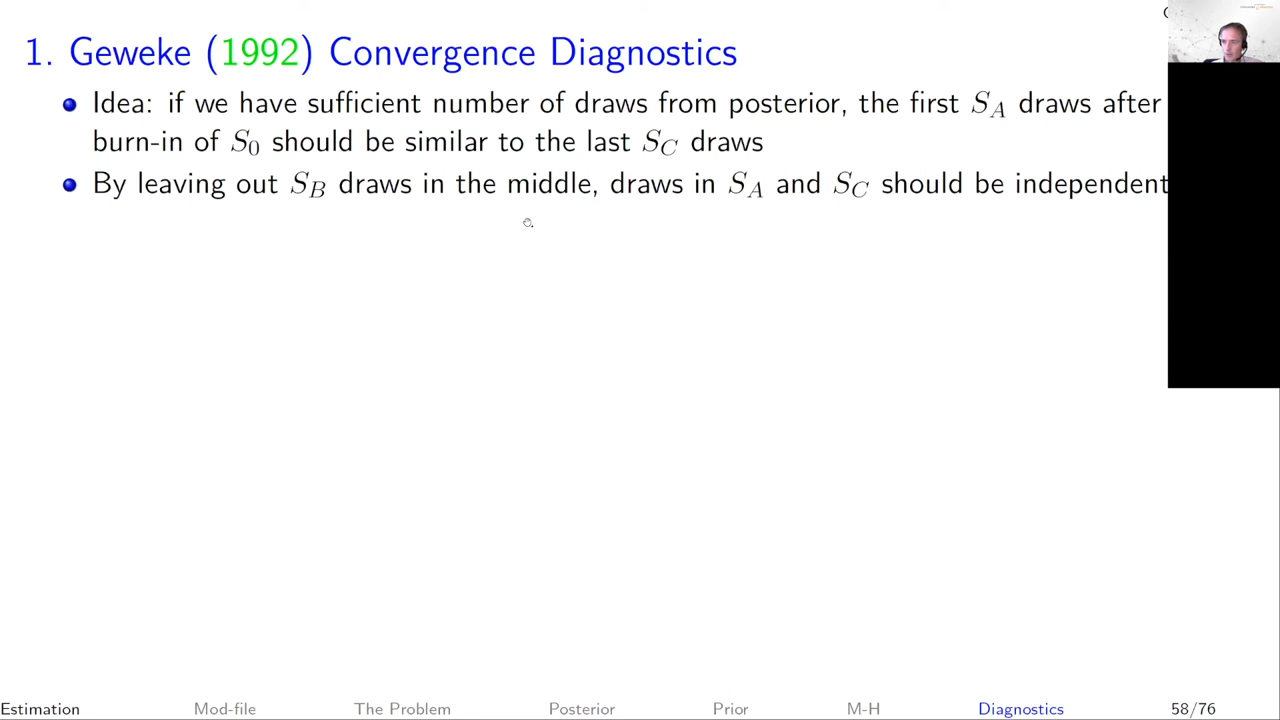 1. Geweke (1992) Convergence Diagnostics
Idea: if we have sufficient number of draws from posterior, the first S_A draws after
burn-in of S_0 should be similar to the last S_C draws
By leaving out S_B draws in the middle, draws in S_A and S_C should be independent
Estimation Mod-file The Problem Posterior Prior M-H Diagnostics 58/76